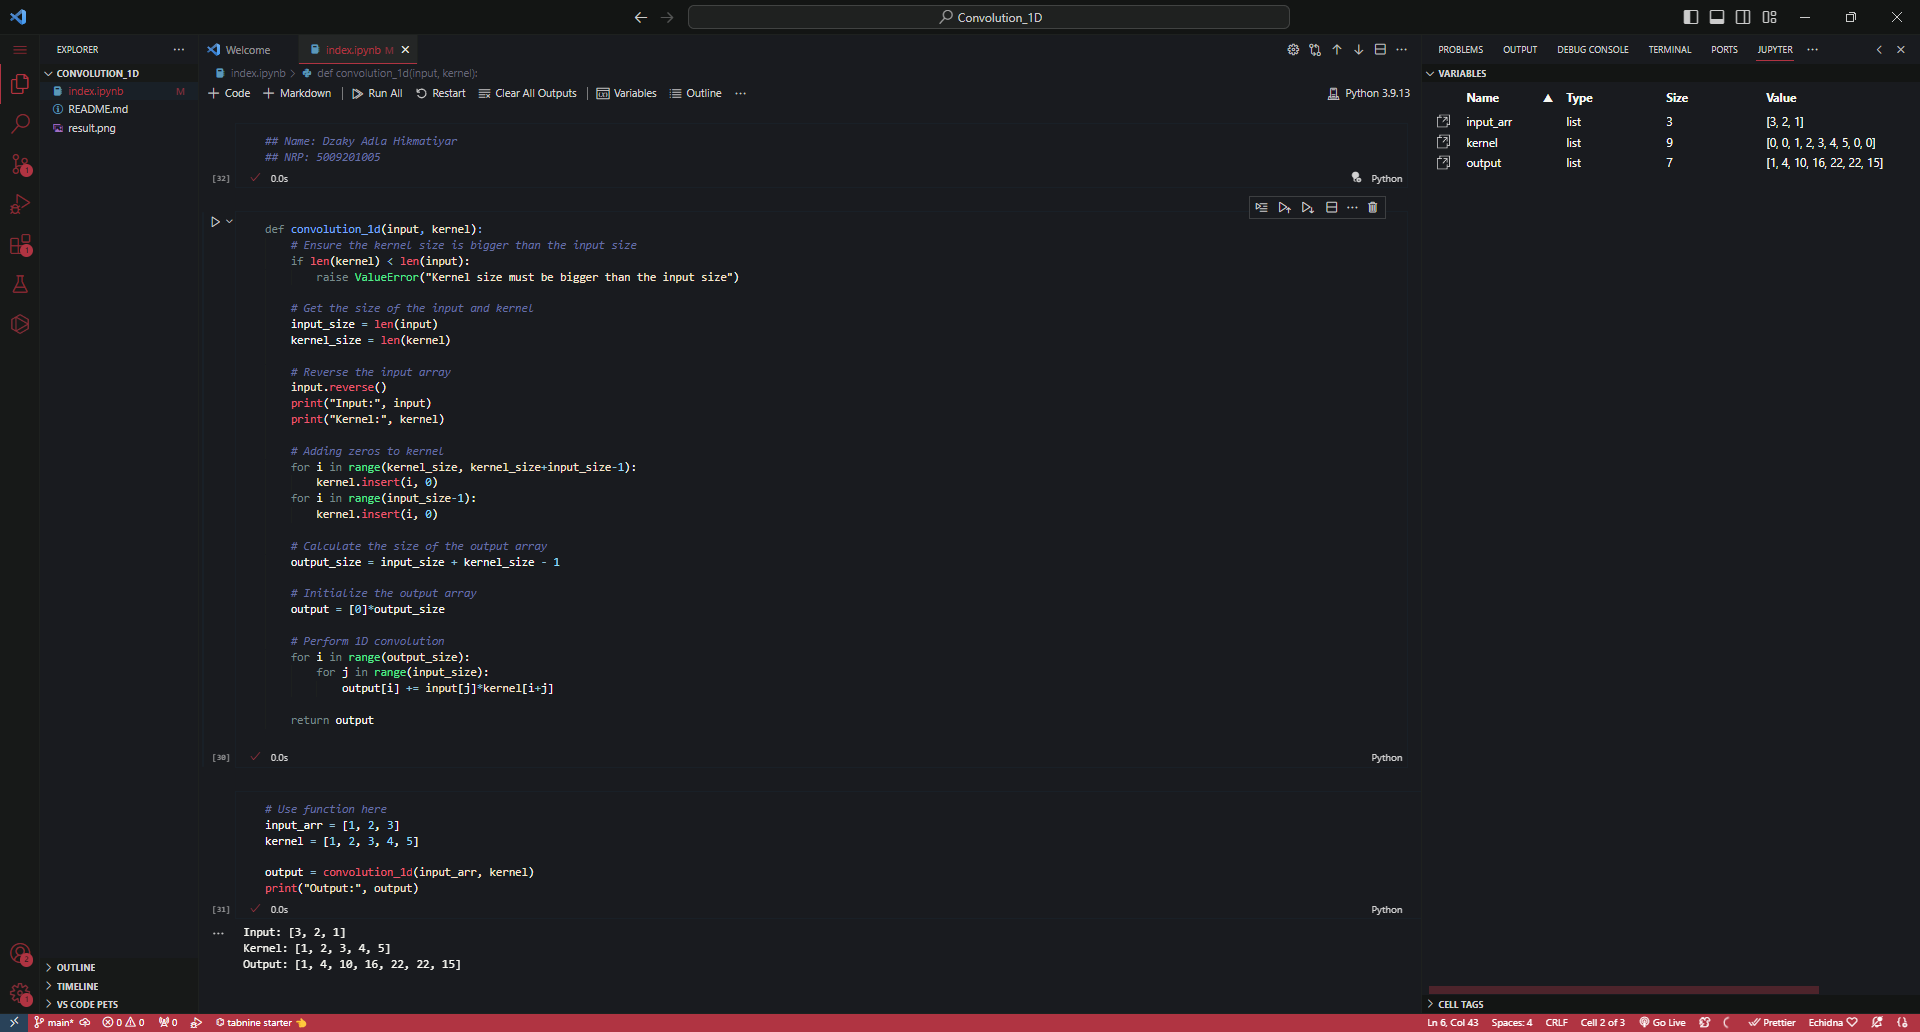 Convolution_1D
EXPLORER
CONVOLUTION_1D
index.ipynb M
README.md
result.png
OUTLINE
TIMELINE
VS CODE PETS
Welcome
index.ipynb M
index.ipynb > def convolution_1d(input, kernel):
Code Markdown Run All Restart Clear All Outputs Variables Outline
Python 3.9.13
## Name: Dzaky Adla Hikmatiyar
## NRP: 5009201005
[32] 0.0s Python
def convolution_1d(input, kernel):
# Ensure the kernel size is bigger than the input size
if len(kernel) < len(input):
raise ValueError("Kernel size must be bigger than the input size")
# Get the size of the input and kernel
input_size = len(input)
kernel_size = len(kernel)
# Reverse the input array
input.reverse()
print("Input:", input)
print("Kernel:", kernel)
# Adding zeros to kernel
for i in range(kernel_size, kernel_size+input_size-1):
kernel.insert(i, 0)
for i in range(input_size-1):
kernel.insert(i, 0)
# Calculate the size of the output array
output_size = input_size + kernel_size - 1
# Initialize the output array
output = [0]*output_size
# Perform 1D convolution
for i in range(output_size):
for j in range(input_size):
output[i] += input[j]*kernel[i+j]
return output
[30] 0.0s Python
# Use function here
input_arr = [1, 2, 3]
kernel = [1, 2, 3, 4, 5]
output = convolution_1d(input_arr, kernel)
print("Output:", output)
[31] 0.0s Python
Input: [3, 2, 1]
Kernel: [1, 2, 3, 4, 5]
Output: [1, 4, 10, 16, 22, 22, 15]
PROBLEMS OUTPUT DEBUG CONSOLE TERMINAL PORTS JUPYTER
VARIABLES
Name Type Size Value
input_arr list 3 [3, 2, 1]
kernel list 9 [0, 0, 1, 2, 3, 4, 5, 0, 0]
output list 7 [1, 4, 10, 16, 22, 22, 15]
CELL TAGS
main* 0 0 0 tabnine starter
Ln 6, Col 43 Spaces: 4 CRLF Cell 2 of 3 Go Live Prettier Echidna